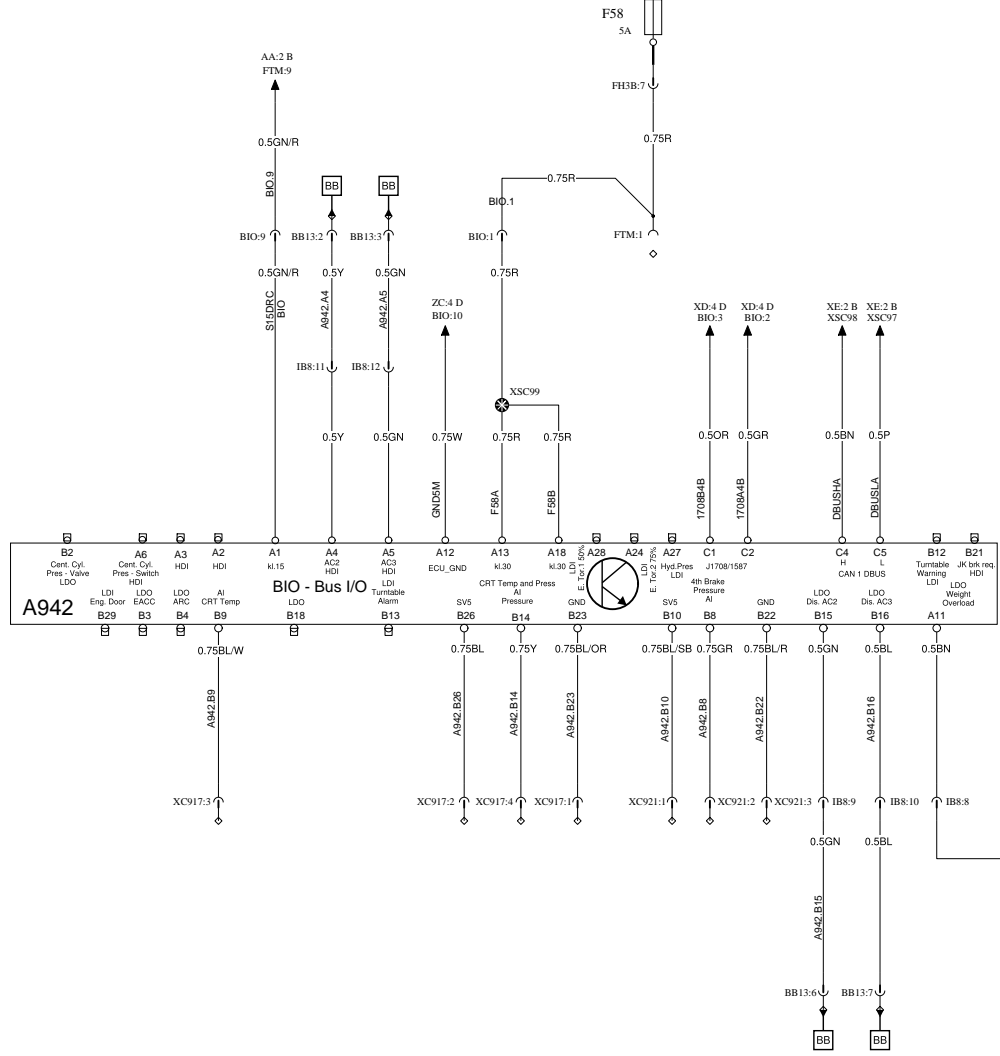 F58
5A
AA:2 B
FTM:9
FH3B:7
0.5GN/R
0.75R
BIO.9
BB
BB
0.75R
BIO.1
BIO:9
BB13:2
BB13:3
BIO:1
FTM:1
0.5GN/R
0.5Y
0.5GN
0.75R
S15DRC
BIO
A942.A4
A942.A5
ZC:4 D
BIO:10
XD:4 D
BIO:3
XD:4 D
BIO:2
XE:2 B
XSC98
XE:2 B
XSC97
IB8:11
IB8:12
XSC99
0.5Y
0.5GN
0.75W
0.75R
0.75R
0.5OR
0.5GR
0.5BN
0.5P
GND5M
F58A
F58B
1708B4B
1708A4B
DBUSHA
DBUSLA
B2
Cent. Cyl.
Pres - Valve
LDO
A6
Cent. Cyl.
Pres - Switch
HDI
A3
HDI
A2
HDI
A1
kl.15
A4
AC2
HDI
A5
AC3
HDI
A12
ECU_GND
A13
kl.30
A18
kl.30
A28
LDI
E. Tor.1 50%
A24
LDI
E. Tor.2 75%
A27
Hyd.Pres
LDI
C1
C2
J1708/1587
C4
H
C5
L
CAN 1 DBUS
B12
Turntable
Warning
LDI
B21
JK brk req.
HDI
A942
BIO - Bus I/O
LDI
Eng. Door
B29
LDO
EACC
B3
LDO
ARC
B4
AI
CRT Temp
B9
LDO
B18
LDI
Turntable
Alarm
B13
CRT Temp and Press
AI
Pressure
SV5
B26
B14
GND
B23
SV5
B10
4th Brake
Pressure
AI
B8
GND
B22
LDO
Dis. AC2
B15
LDO
Dis. AC3
B16
LDO
Weight
Overload
A11
0.75BL/W
0.75BL
0.75Y
0.75BL/OR
0.75BL/SB
0.75GR
0.75BL/R
0.5GN
0.5BL
0.5BN
A942.B9
A942.B26
A942.B14
A942.B23
A942.B10
A942.B8
A942.B22
A942.B16
XC917:3
XC917:2
XC917:4
XC917:1
XC921:1
XC921:2
XC921:3
IB8:9
IB8:10
IB8:8
0.5GN
0.5BL
A942.B15
BB13:6
BB13:7
BB
BB